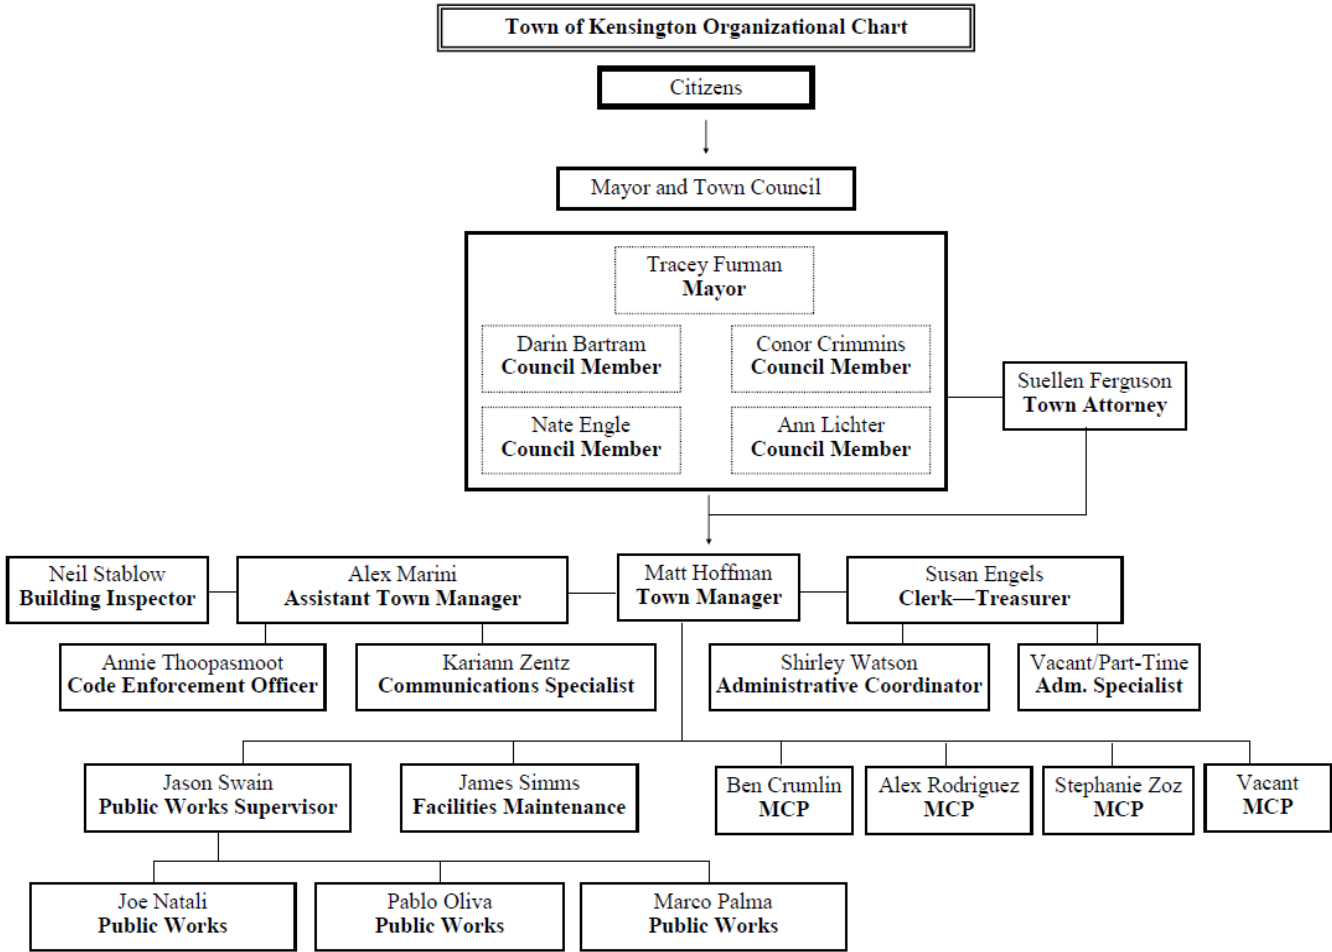 Town of Kensington Organizational Chart
Citizens
Mayor and Town Council
Tracey Furman
Mayor
Darin Bartram
Council Member
Conor Crimmins
Council Member
Nate Engle
Council Member
Ann Lichter
Council Member
Suellen Ferguson
Town Attorney
Neil Stablow
Building Inspector
Alex Marini
Assistant Town Manager
Matt Hoffman
Town Manager
Susan Engels
Clerk—Treasurer
Annie Thoopasmoot
Code Enforcement Officer
Kariann Zentz
Communications Specialist
Shirley Watson
Administrative Coordinator
Vacant/Part-Time
Adm. Specialist
Jason Swain
Public Works Supervisor
James Simms
Facilities Maintenance
Ben Crumlin
MCP
Alex Rodriguez
MCP
Stephanie Zoz
MCP
Vacant
MCP
Joe Natali
Public Works
Pablo Oliva
Public Works
Marco Palma
Public Works